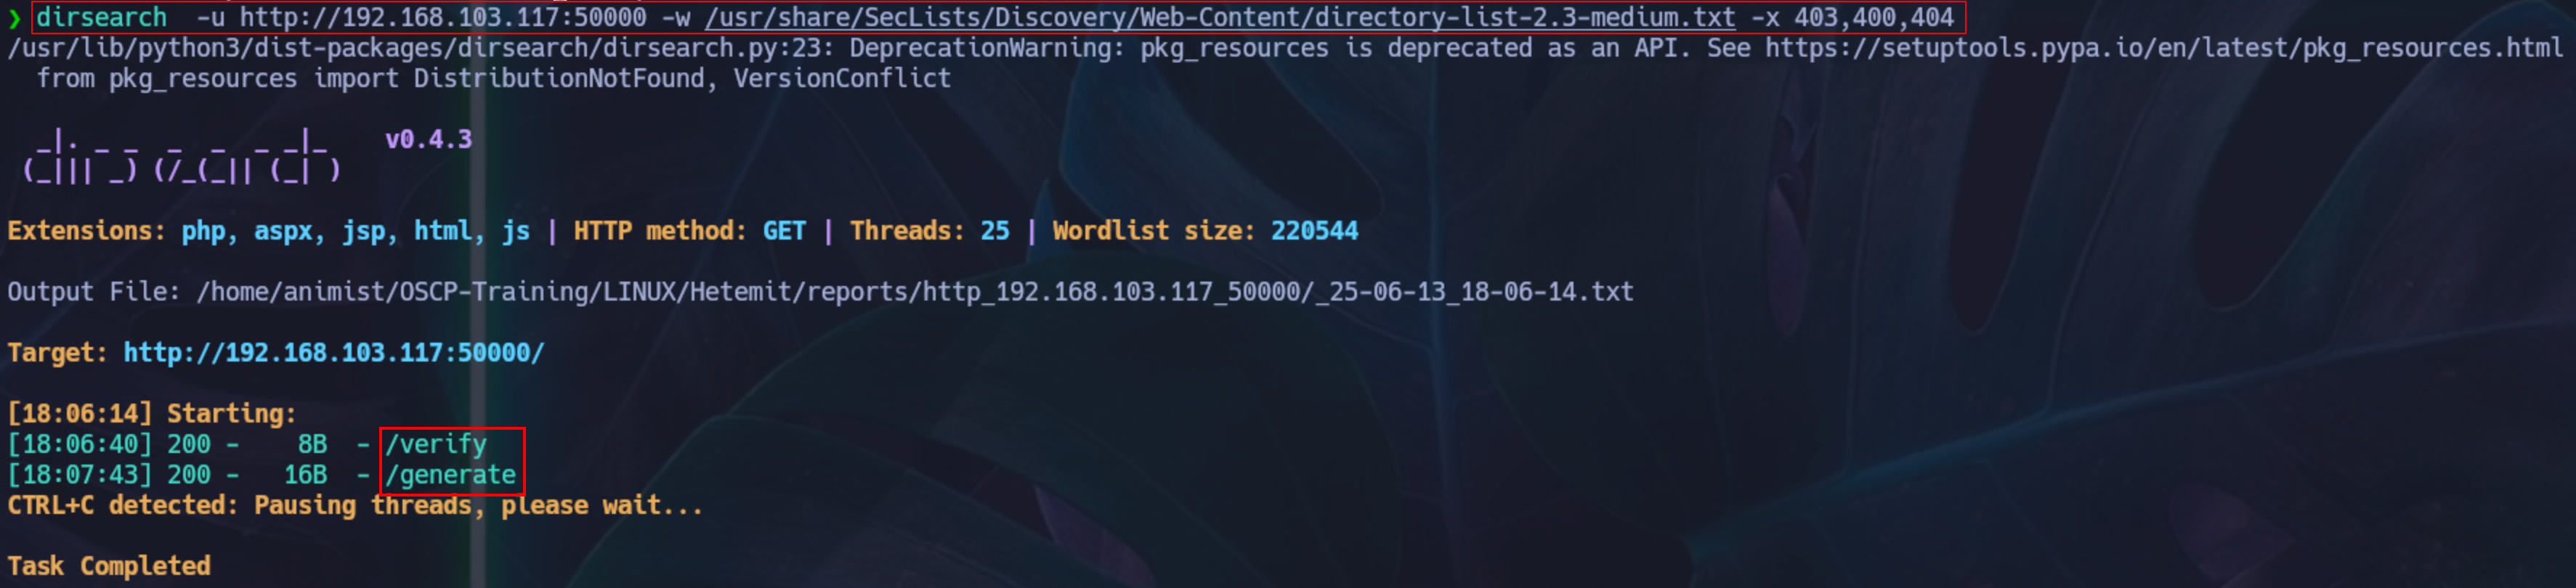 ❯ dirsearch  -u http://192.168.103.117:50000 -w /usr/share/SecLists/Discovery/Web-Content/directory-list-2.3-medium.txt -x 403,400,404
/usr/lib/python3/dist-packages/dirsearch/dirsearch.py:23: DeprecationWarning: pkg_resources is deprecated as an API. See https://setuptools.pypa.io/en/latest/pkg_resources.html
  from pkg_resources import DistributionNotFound, VersionConflict
  _|. _ _  _  _  _ _|_    v0.4.3
 (_||| _) (/_(_|| (_| )
Extensions: php, aspx, jsp, html, js | HTTP method: GET | Threads: 25 | Wordlist size: 220544
Output File: /home/animist/OSCP-Training/LINUX/Hetemit/reports/http_192.168.103.117_50000/_25-06-13_18-06-14.txt
Target: http://192.168.103.117:50000/
[18:06:14] Starting:
[18:06:40] 200 -    8B  - /verify
[18:07:43] 200 -   16B  - /generate
CTRL+C detected: Pausing threads, please wait...
Task Completed